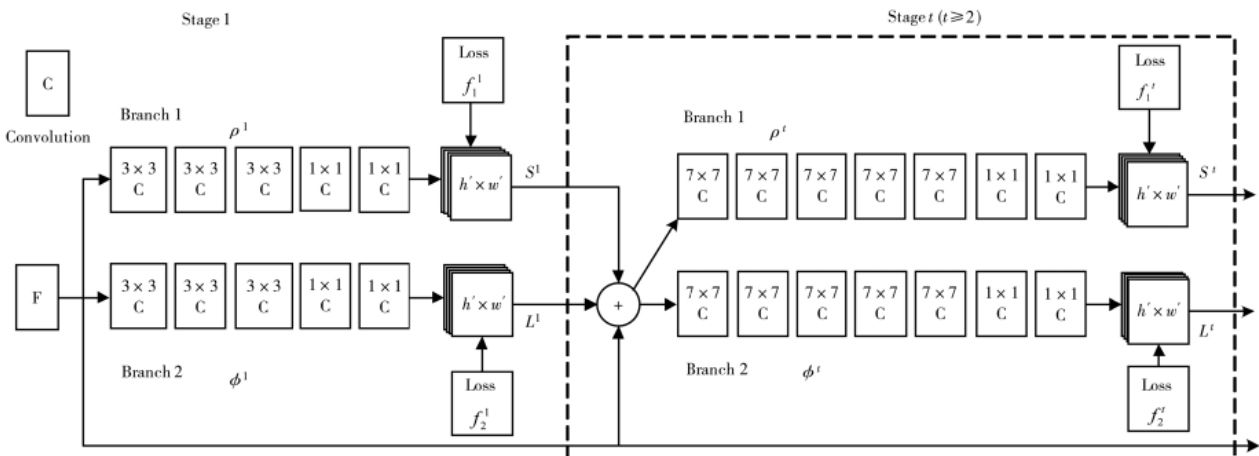 Stage 1
Stage t (t≥2)
C
Convolution
Loss
f₁¹
Loss
f₁ᵗ
Branch 1
ρ¹
Branch 1
ρᵗ
3×3 C
3×3 C
3×3 C
1×1 C
1×1 C
h′×w′
S¹
7×7 C
7×7 C
7×7 C
7×7 C
7×7 C
1×1 C
1×1 C
h′×w′
Sᵗ
F
3×3 C
3×3 C
3×3 C
1×1 C
1×1 C
h′×w′
L¹
+
7×7 C
7×7 C
7×7 C
7×7 C
7×7 C
1×1 C
1×1 C
h′×w′
Lᵗ
Branch 2
ϕ¹
Loss
f₂¹
Branch 2
ϕᵗ
Loss
f₂ᵗ